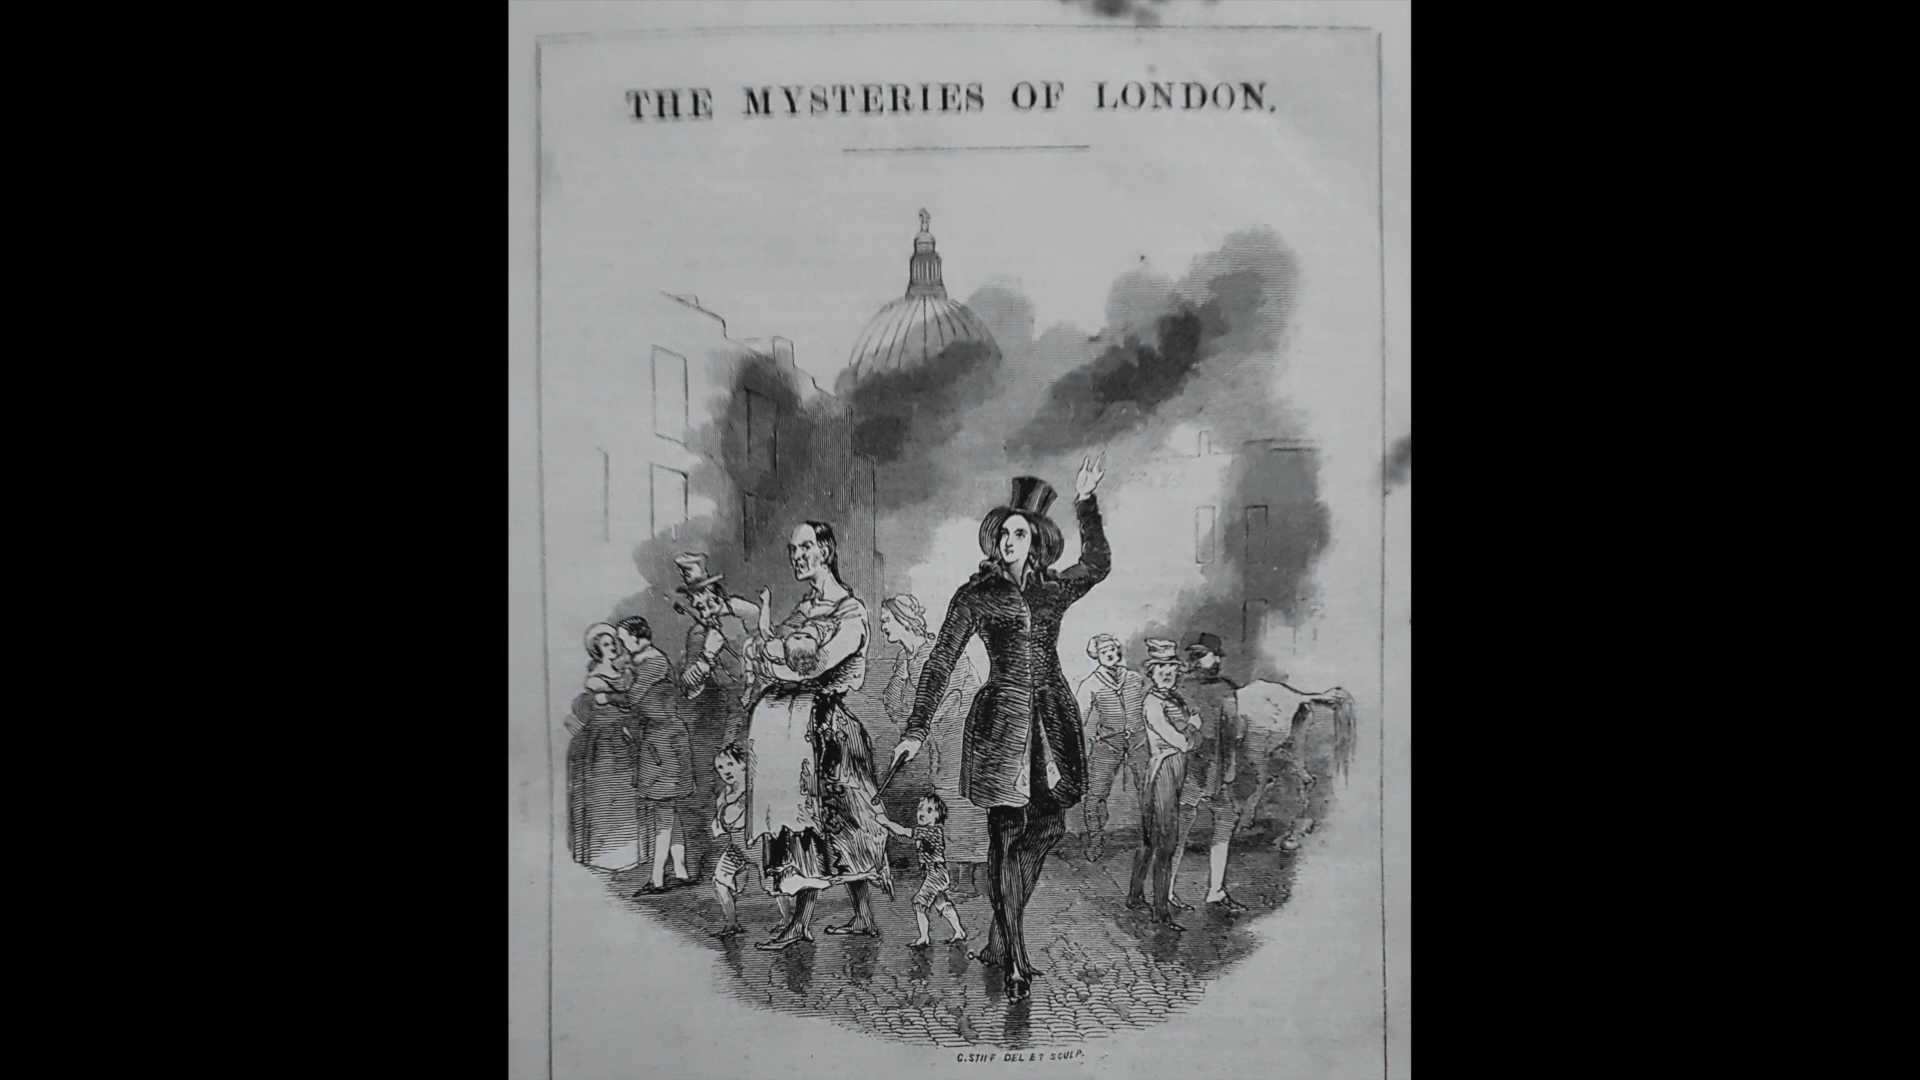 THE MYSTERIES OF LONDON.
G. STIFF DEL ET SCULP.